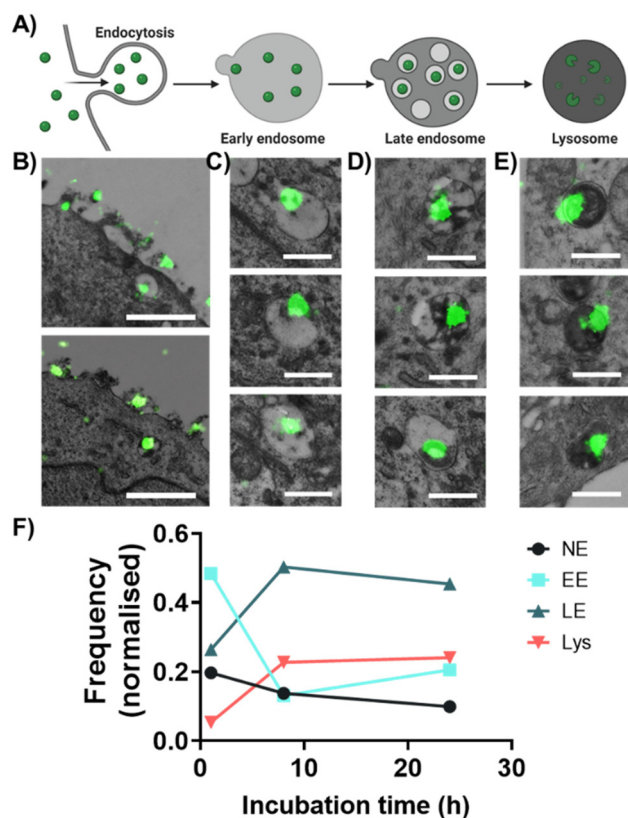 A)
Endocytosis
Early endosome
Late endosome
Lysosome
B)
C)
D)
E)
F)
Frequency
(normalised)
0.6
0.4
0.2
0.0
0
10
20
30
Incubation time (h)
NE
EE
LE
Lys